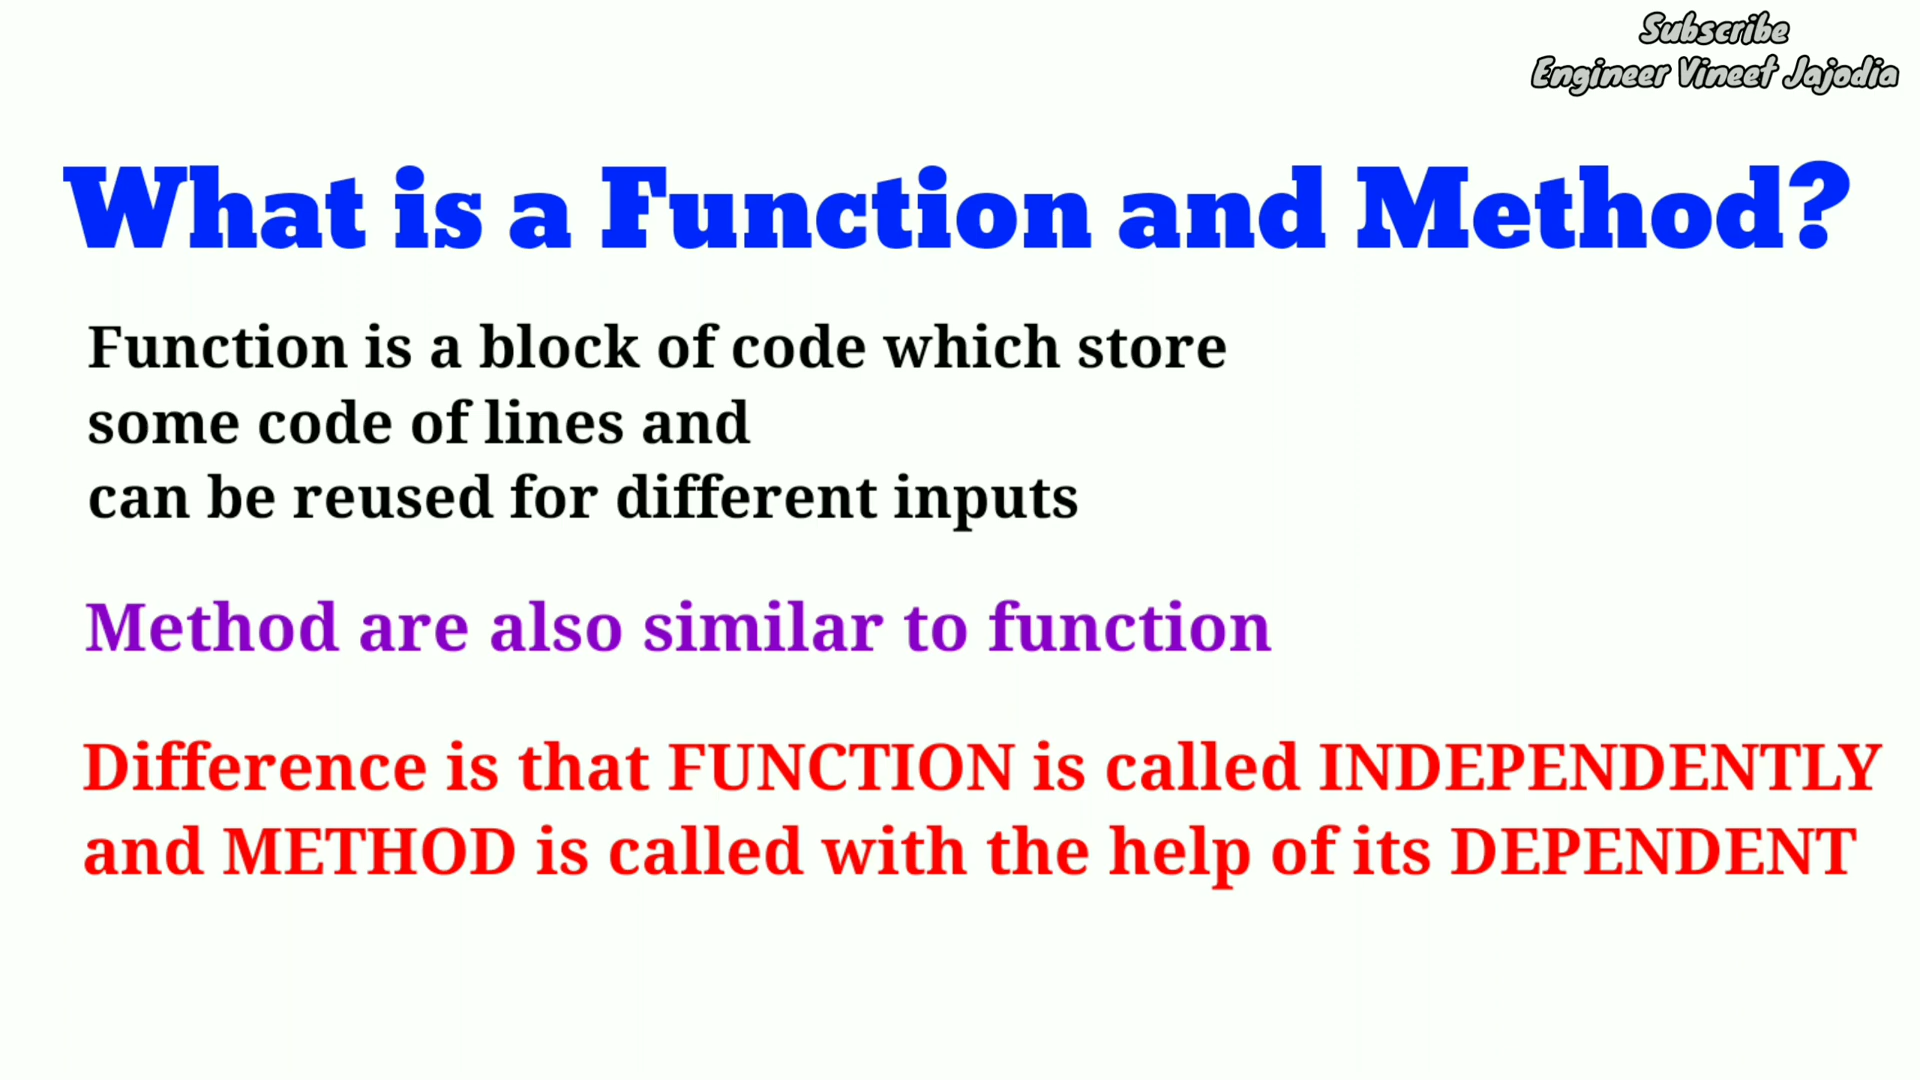 Subscribe
Engineer Vineet Jajodia
What is a Function and Method?
Function is a block of code which store
some code of lines and
can be reused for different inputs
Method are also similar to function
Difference is that FUNCTION is called INDEPENDENTLY
and METHOD is called with the help of its DEPENDENT